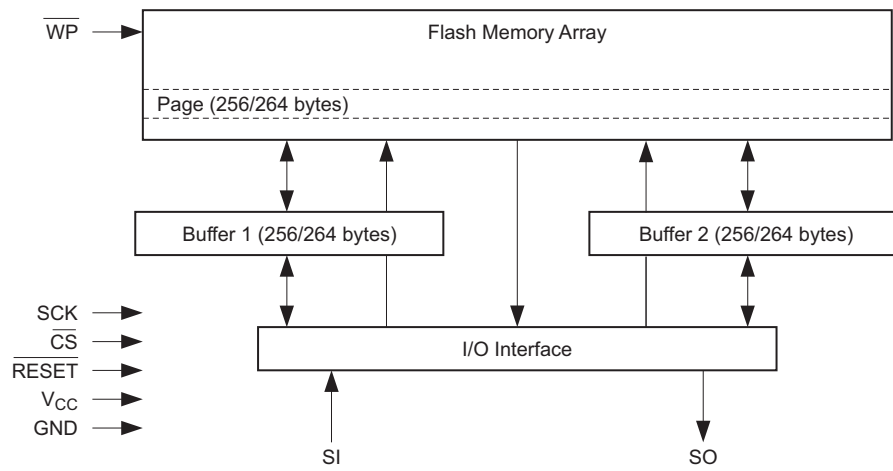 WP
Flash Memory Array
Page (256/264 bytes)
Buffer 1 (256/264 bytes)
Buffer 2 (256/264 bytes)
SCK
CS
RESET
VCC
GND
I/O Interface
SI
SO